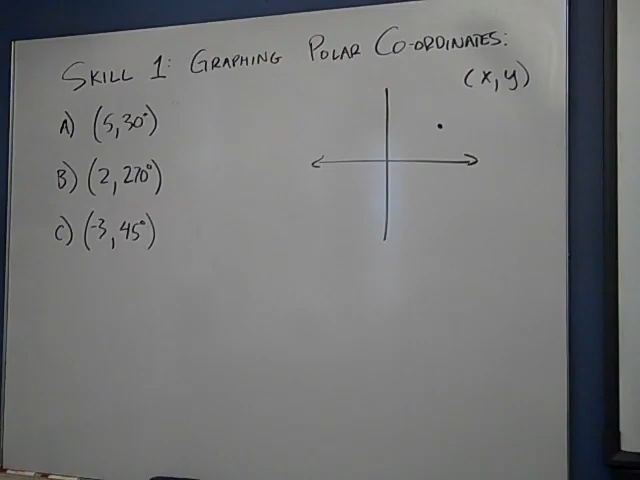 SKILL 1: GRAPHING POLAR CO-ORDINATES:
(x,y)
A) (5,30°)
B) (2,270°)
C) (-3,45°)